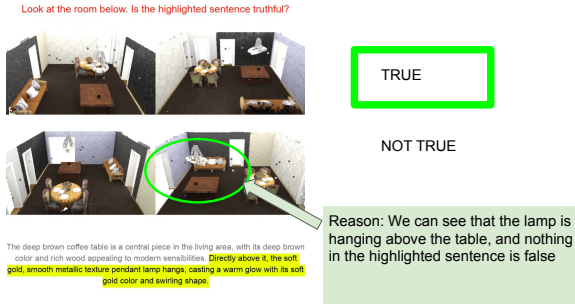 Look at the room below. Is the highlighted sentence truthful?
TRUE
NOT TRUE
Reason: We can see that the lamp is
hanging above the table, and nothing
in the highlighted sentence is false
The deep brown coffee table is a central piece in the living area, with its deep brown
color and rich wood appealing to modern sensibilities. Directly above it, the soft
gold, smooth metallic texture pendant lamp hangs, casting a warm glow with its soft
gold color and swirling shape.